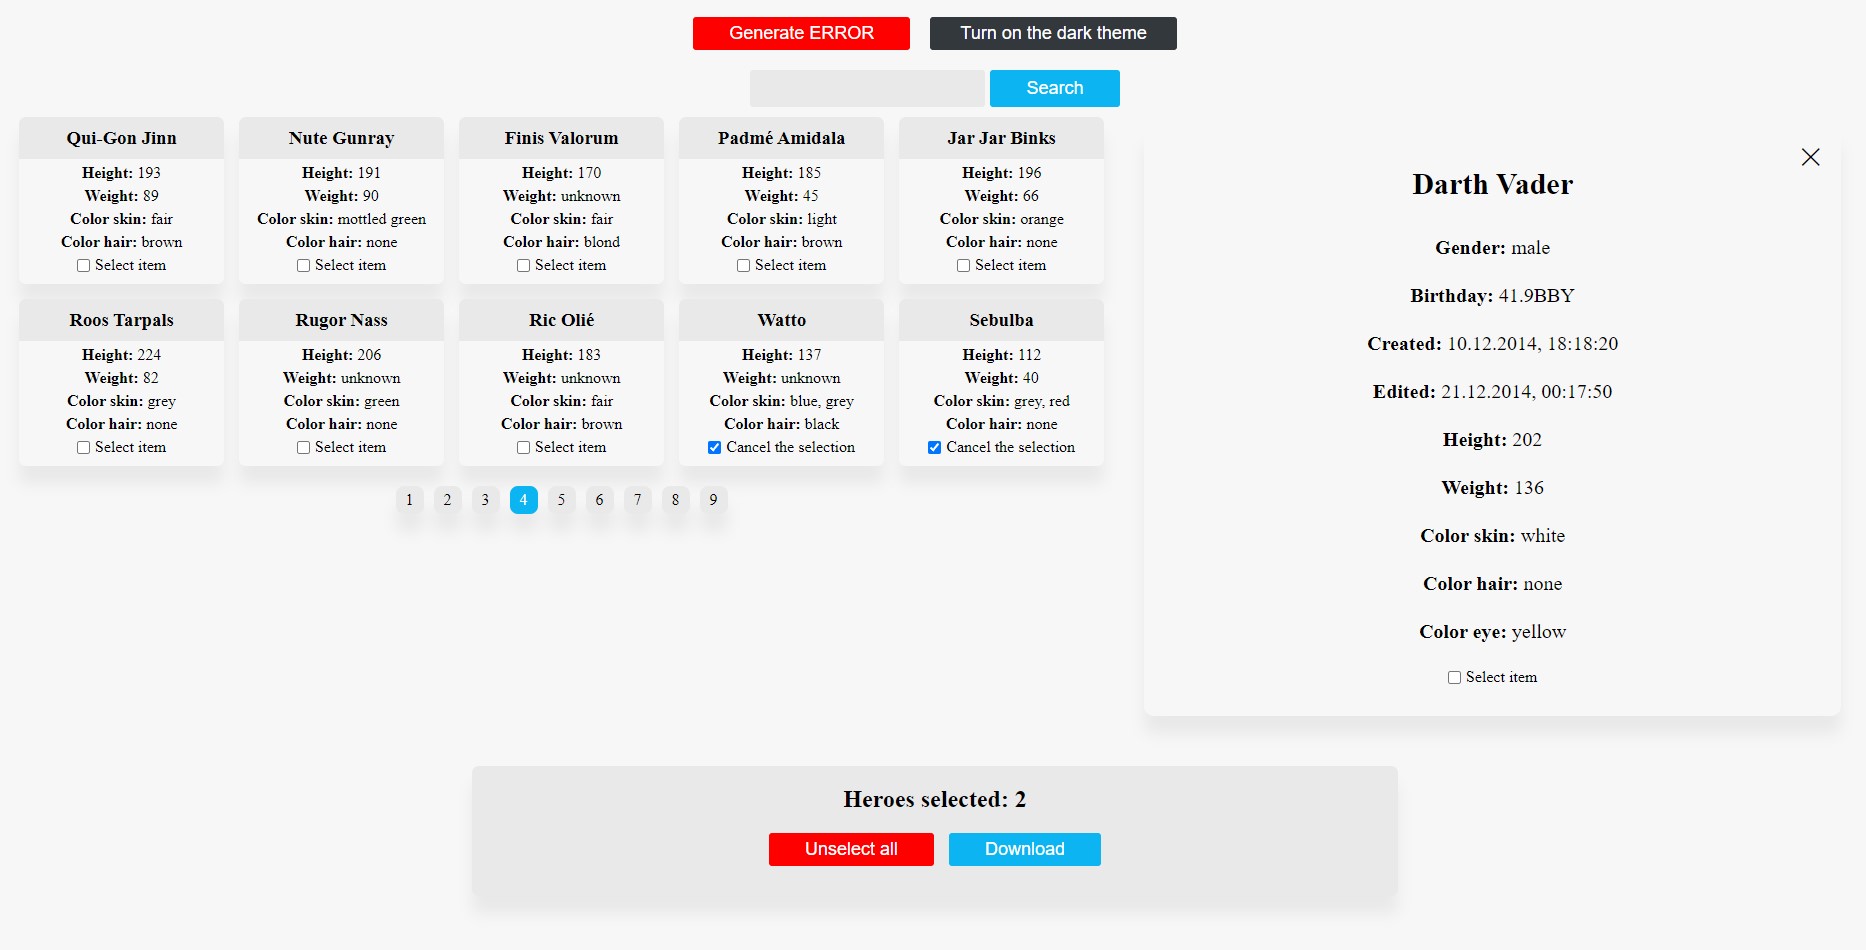 Generate ERROR
Turn on the dark theme
Search
Qui-Gon Jinn
Height: 193
Weight: 89
Color skin: fair
Color hair: brown
Select item
Nute Gunray
Height: 191
Weight: 90
Color skin: mottled green
Color hair: none
Select item
Finis Valorum
Height: 170
Weight: unknown
Color skin: fair
Color hair: blond
Select item
Padmé Amidala
Height: 185
Weight: 45
Color skin: light
Color hair: brown
Select item
Jar Jar Binks
Height: 196
Weight: 66
Color skin: orange
Color hair: none
Select item
Roos Tarpals
Height: 224
Weight: 82
Color skin: grey
Color hair: none
Select item
Rugor Nass
Height: 206
Weight: unknown
Color skin: green
Color hair: none
Select item
Ric Olié
Height: 183
Weight: unknown
Color skin: fair
Color hair: brown
Select item
Watto
Height: 137
Weight: unknown
Color skin: blue, grey
Color hair: black
Cancel the selection
Sebulba
Height: 112
Weight: 40
Color skin: grey, red
Color hair: none
Cancel the selection
1 2 3 4 5 6 7 8 9
Darth Vader
Gender: male
Birthday: 41.9BBY
Created: 10.12.2014, 18:18:20
Edited: 21.12.2014, 00:17:50
Height: 202
Weight: 136
Color skin: white
Color hair: none
Color eye: yellow
Select item
Heroes selected: 2
Unselect all
Download